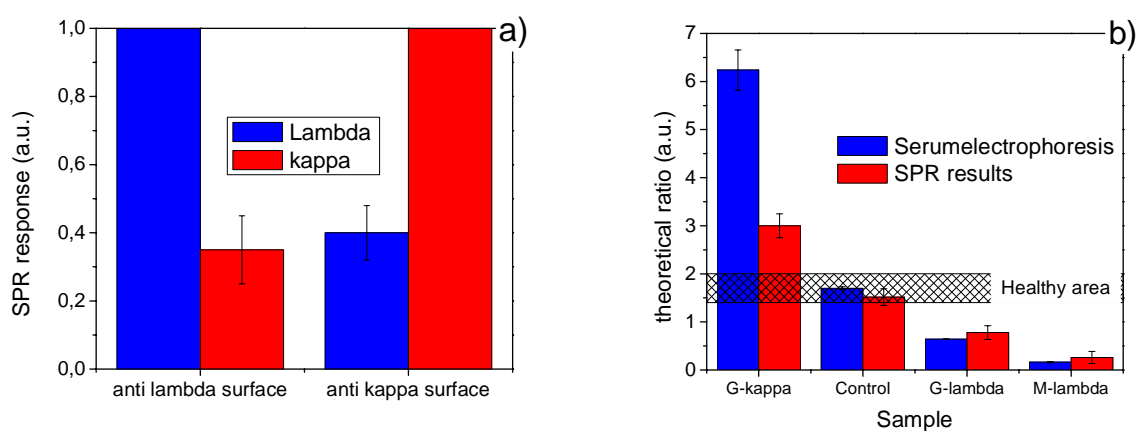 a)
SPR response (a.u.)
1,0
0,8
0,6
0,4
0,2
0,0
Lambda
kappa
anti lambda surface
anti kappa surface
b)
theoretical ratio (a.u.)
7
6
5
4
3
2
1
0
Serumelectrophoresis
SPR results
Healthy area
G-kappa
Control
G-lambda
M-lambda
Sample